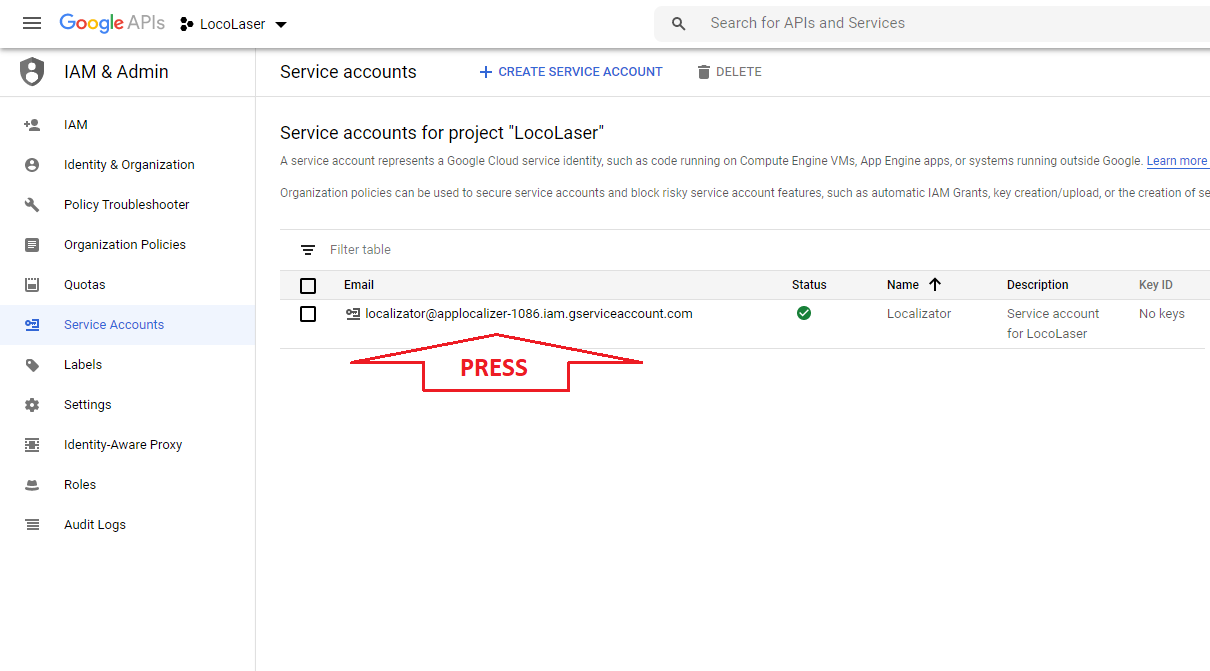 Google APIs LocoLaser Search for APIs and Services
IAM & Admin
Service accounts + CREATE SERVICE ACCOUNT DELETE
IAM
Identity & Organization
Policy Troubleshooter
Organization Policies
Quotas
Service Accounts
Labels
Settings
Identity-Aware Proxy
Roles
Audit Logs
Service accounts for project "LocoLaser"
A service account represents a Google Cloud service identity, such as code running on Compute Engine VMs, App Engine apps, or systems running outside Google. Learn more
Organization policies can be used to secure service accounts and block risky service account features, such as automatic IAM Grants, key creation/upload, or the creation of se
Filter table
Email Status Name Description Key ID
localizator@applocalizer-1086.iam.gserviceaccount.com Localizator Service account No keys
for LocoLaser
PRESS